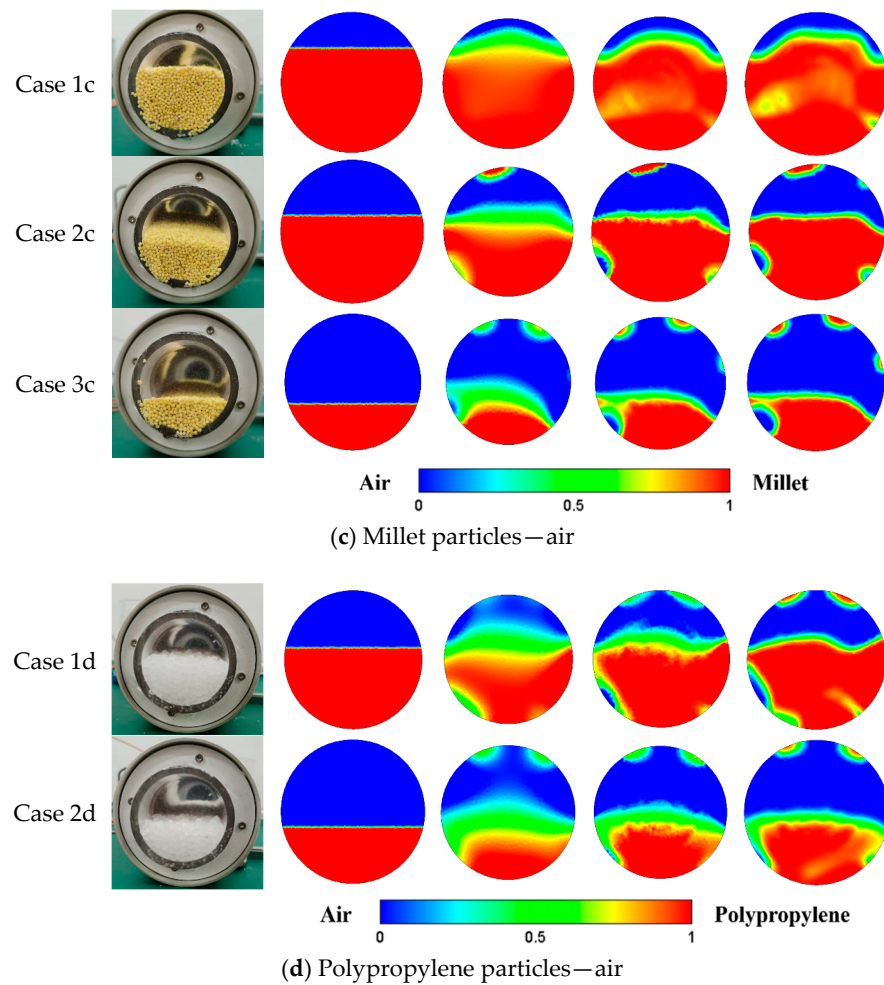 Case 1c
Case 2c
Case 3c
Air Millet
0 0.5 1
(c) Millet particles—air
Case 1d
Case 2d
Air Polypropylene
0 0.5 1
(d) Polypropylene particles—air